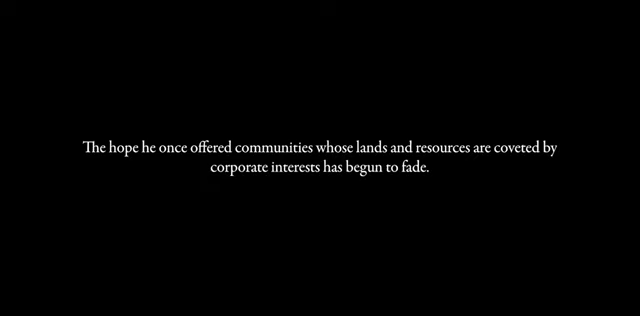 The hope he once offered communities whose lands and resources are coveted by
corporate interests has begun to fade.